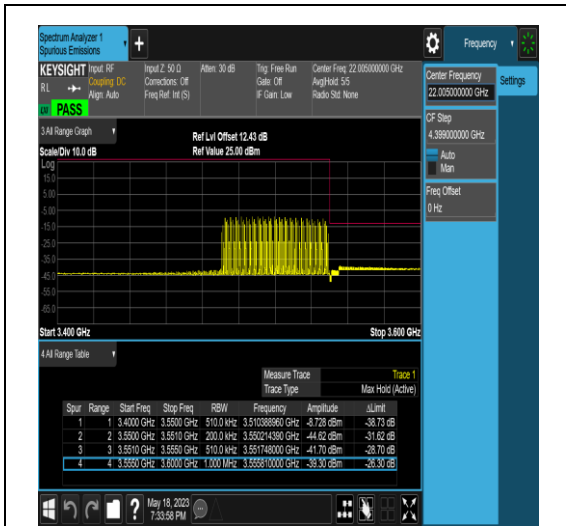 Spectrum Analyzer 1
Spurious Emissions
Frequency
KEYSIGHT Input: RF Input Z: 50 Ω Atten: 30 dB Trig: Free Run Center Freq: 22.005000000 GHz
RL Coupling: DC Corrections: Off Gate: Off Avg|Hold: 5/5
Align: Auto Freq Ref: Int (S) IF Gain: Low Radio Std: None
PASS
Center Frequency
22.005000000 GHz
Settings
CF Step
4.399000000 GHz
Auto
Man
Freq Offset
0 Hz
3 All Range Graph
Ref Lvl Offset 12.43 dB
Scale/Div 10.0 dB Ref Value 25.00 dBm
Log
15.0
5.00
-5.00
-15.0
-25.0
-35.0
-45.0
-55.0
-65.0
Start 3.400 GHz Stop 3.600 GHz
4 All Range Table
Measure Trace Trace 1
Trace Type Max Hold (Active)
Spur Range Start Freq Stop Freq RBW Frequency Amplitude ΔLimit
1 1 3.4000 GHz 3.5500 GHz 510.0 kHz 3.510388960 GHz -8.728 dBm -38.73 dB
2 2 3.5500 GHz 3.5510 GHz 200.0 kHz 3.550214390 GHz -44.62 dBm -31.62 dB
3 3 3.5510 GHz 3.5550 GHz 510.0 kHz 3.551748000 GHz -41.70 dBm -28.70 dB
4 4 3.5550 GHz 3.6000 GHz 1.000 MHz 3.555810000 GHz -39.30 dBm -26.30 dB
May 18, 2023
7:33:58 PM